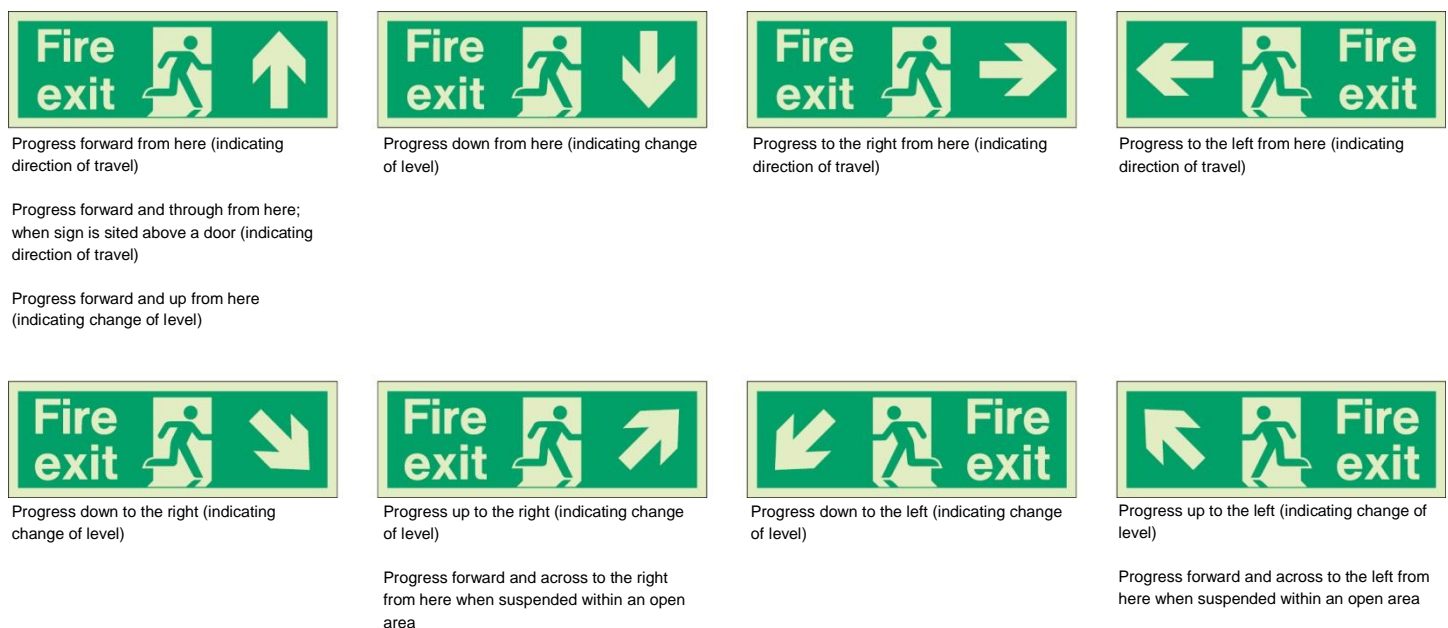 Fire
exit
Progress forward from here (indicating
direction of travel)
Progress forward and through from here;
when sign is sited above a door (indicating
direction of travel)
Progress forward and up from here
(indicating change of level)
Fire
exit
Progress down from here (indicating change
of level)
Fire
exit
Progress to the right from here (indicating
direction of travel)
Fire
exit
Progress to the left from here (indicating
direction of travel)
Fire
exit
Progress down to the right (indicating
change of level)
Fire
exit
Progress up to the right (indicating change
of level)
Progress forward and across to the right
from here when suspended within an open
area
Fire
exit
Progress down to the left (indicating change
of level)
Fire
exit
Progress up to the left (indicating change of
level)
Progress forward and across to the left from
here when suspended within an open area